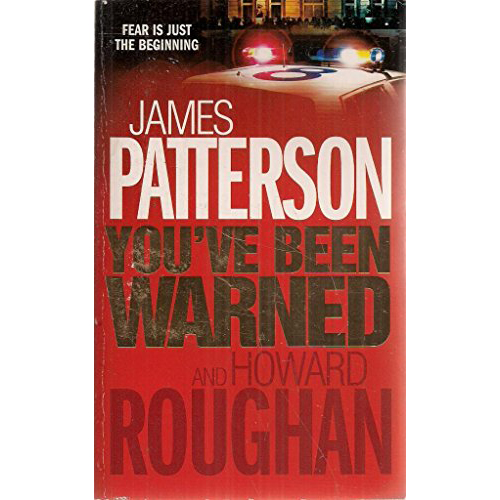 FEAR IS JUST
THE BEGINNING
JAMES
PATTERSON
YOU'VE BEEN
WARNED
AND HOWARD
ROUGHAN